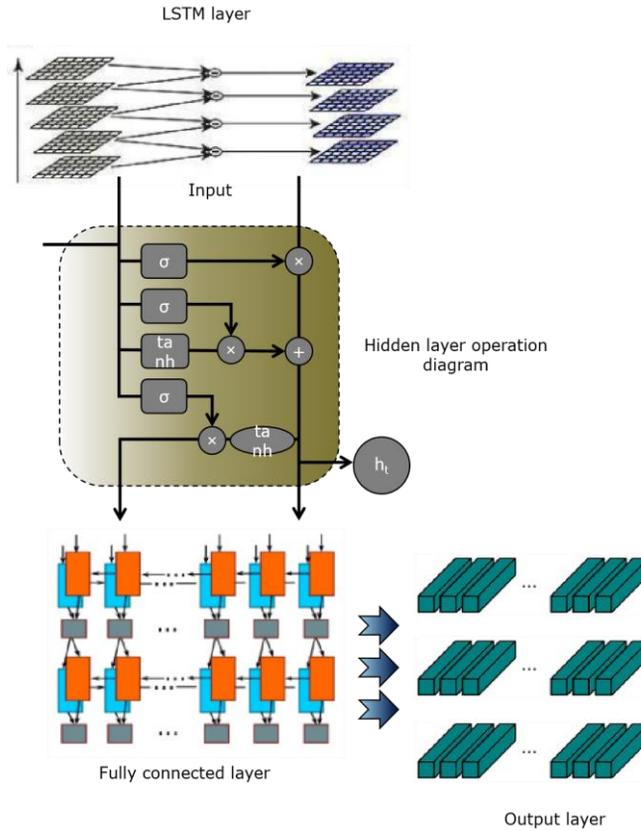 LSTM layer
Input
σ
×
σ
ta
nh
×
+
Hidden layer operation
diagram
σ
×
ta
nh
ht
...
...
...
...
...
...
...
...
...
Fully connected layer
Output layer